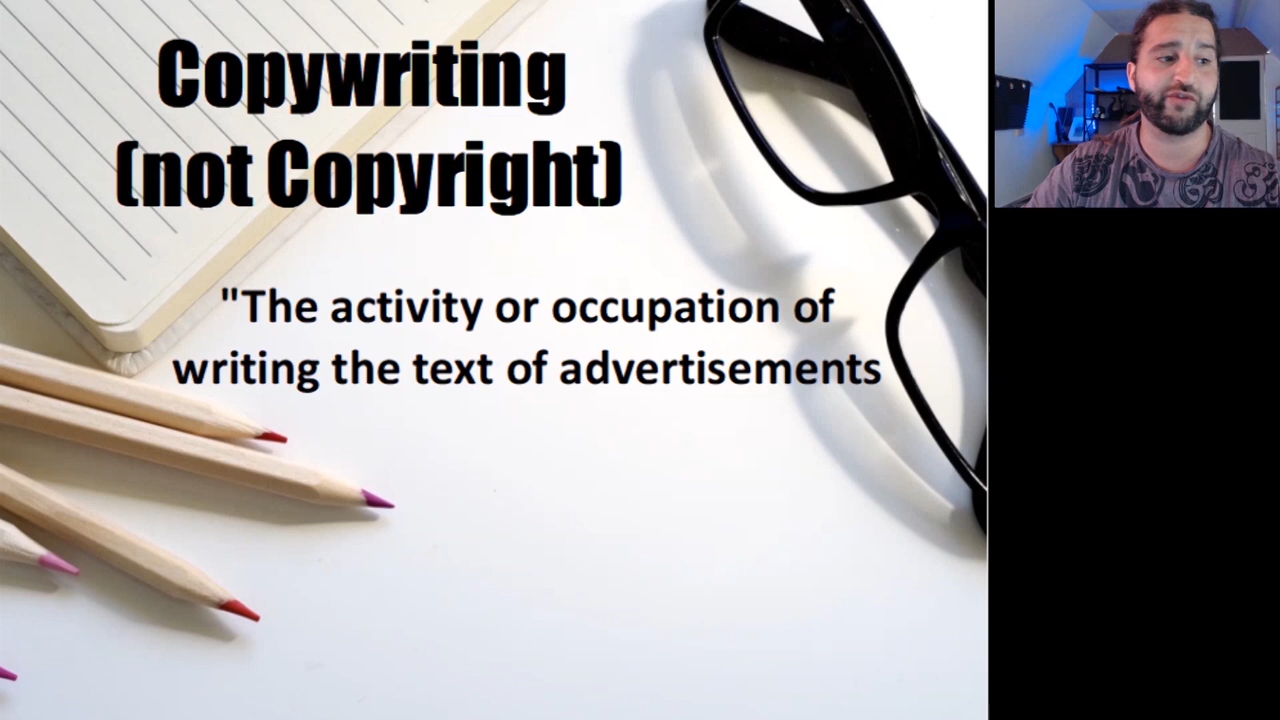 Copywriting
(not Copyright)
"The activity or occupation of
writing the text of advertisements